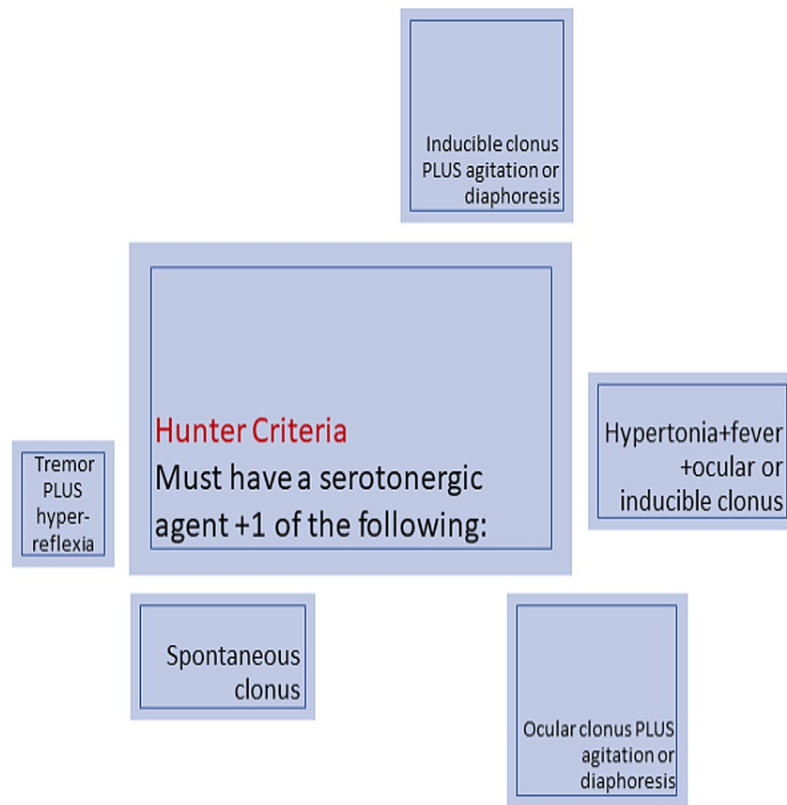 Inducible clonus
PLUS agitation or
diaphoresis
Hunter Criteria
Must have a serotonergic
agent +1 of the following:
Hypertonia+fever
+ocular or
inducible clonus
Tremor
PLUS
hyper-
reflexia
Spontaneous
clonus
Ocular clonus PLUS
agitation or
diaphoresis